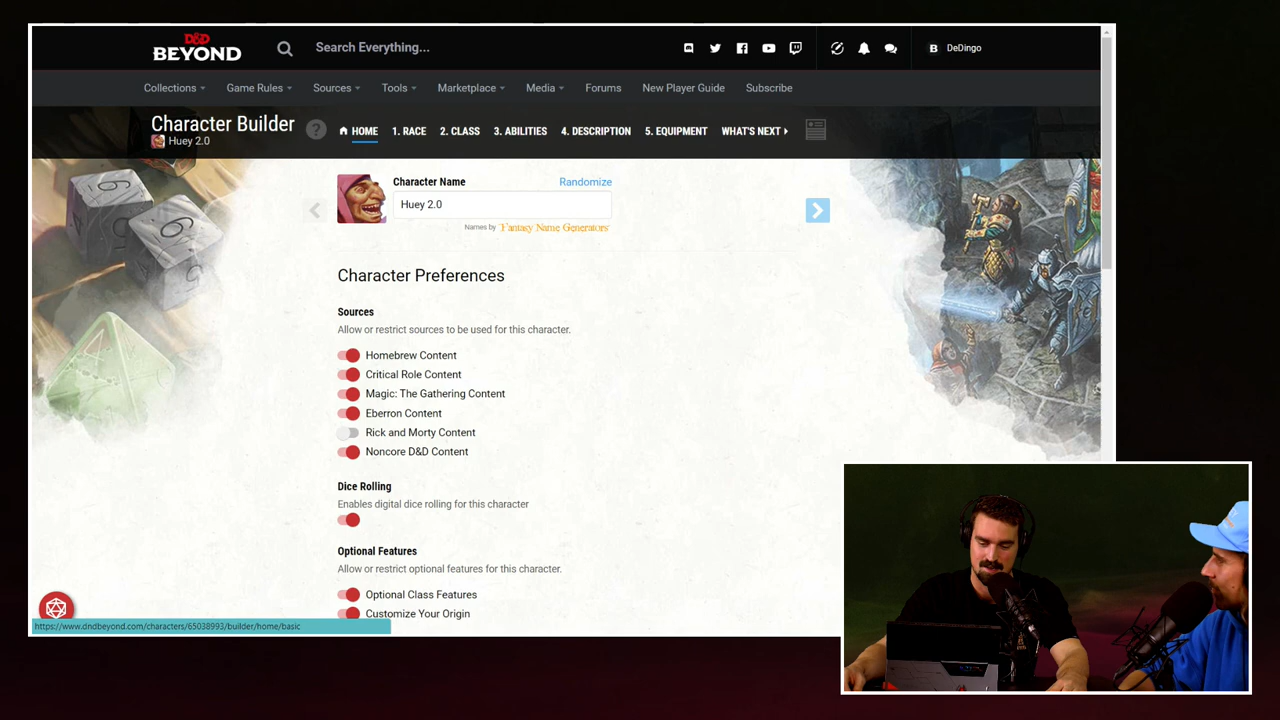 D&D
BEYOND
Search Everything...
DeDingo
Collections
Game Rules
Sources
Tools
Marketplace
Media
Forums
New Player Guide
Subscribe
Character Builder
Huey 2.0
?
HOME
1. RACE
2. CLASS
3. ABILITIES
4. DESCRIPTION
5. EQUIPMENT
WHAT'S NEXT
Character Name
Randomize
Huey 2.0
Names by Fantasy Name Generators
Character Preferences
Sources
Allow or restrict sources to be used for this character.
Homebrew Content
Critical Role Content
Magic: The Gathering Content
Eberron Content
Rick and Morty Content
Noncore D&D Content
Dice Rolling
Enables digital dice rolling for this character
Optional Features
Allow or restrict optional features for this character.
Optional Class Features
Customize Your Origin
https://www.dndbeyond.com/characters/65038993/builder/home/basic